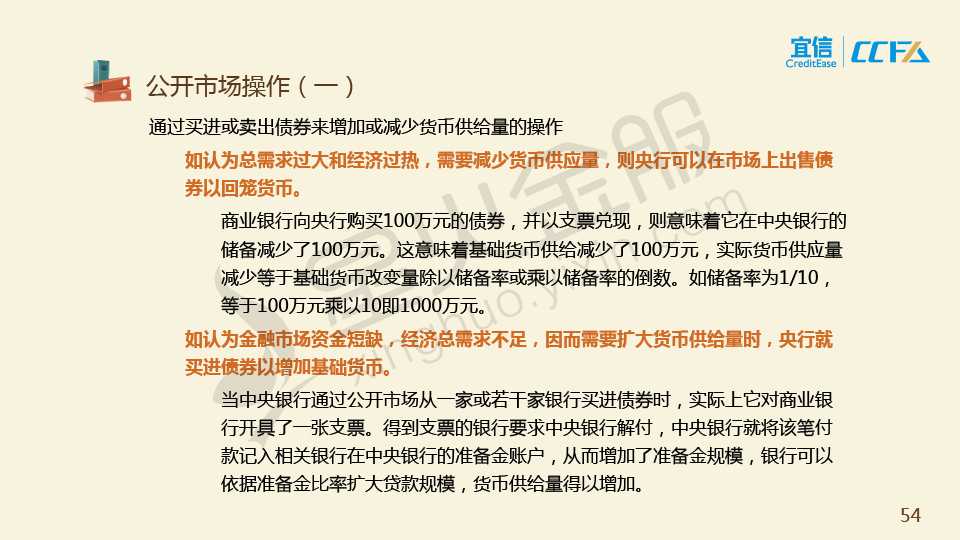 宜信
CreditEase
CCFA
公开市场操作(一)
通过买进或卖出债券来增加或减少货币供给量的操作
如认为总需求过大和经济过热,需要减少货币供应量,则央行可以在市场上出售债
券以回笼货币。
商业银行向央行购买100万元的债券,并以支票兑现,则意味着它在中央银行的
储备减少了100万元。这意味着基础货币供给减少了100万元,实际货币供应量
减少等于基础货币改变量除以储备率或乘以储备率的倒数。如储备率为1/10,
等于100万元乘以10即1000万元。
如认为金融市场资金短缺,经济总需求不足,因而需要扩大货币供给量时,央行就
买进债券以增加基础货币。
当中央银行通过公开市场从一家或若干家银行买进债券时,实际上它对商业银
行开具了一张支票。得到支票的银行要求中央银行解付,中央银行就将该笔付
款记入相关银行在中央银行的准备金账户,从而增加了准备金规模,银行可以
依据准备金比率扩大贷款规模,货币供给量得以增加。
54